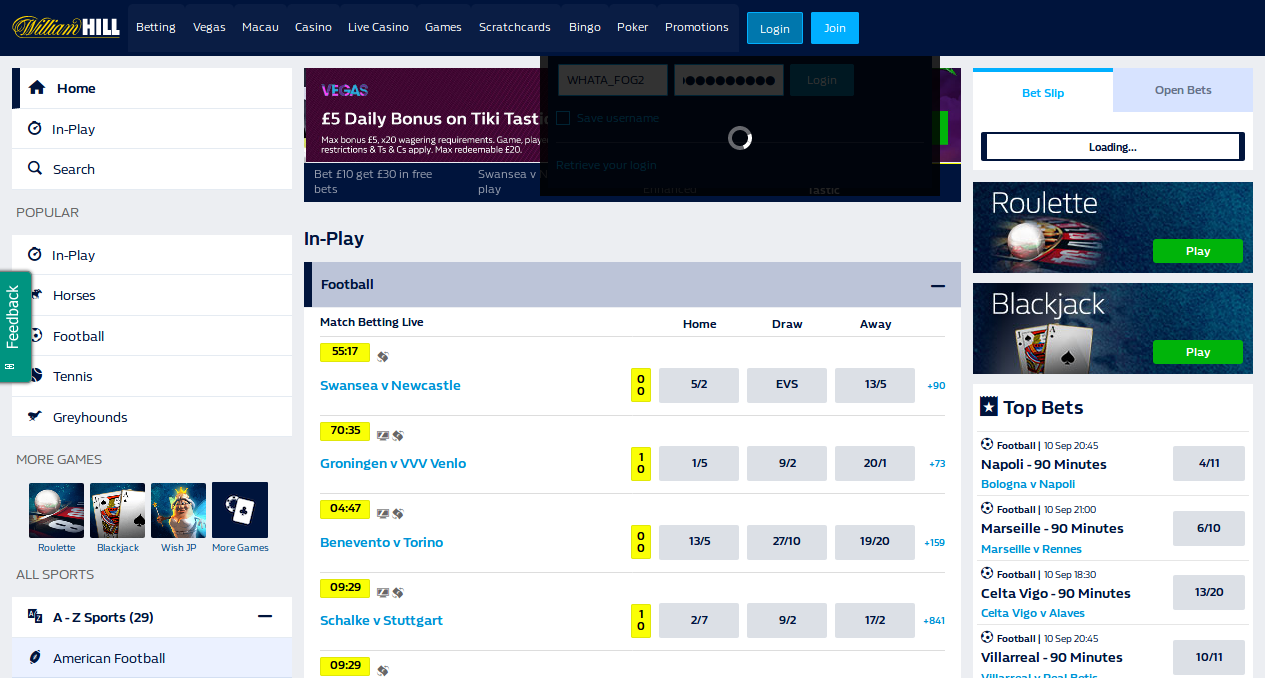 William HILL
Betting Vegas Macau Casino Live Casino Games Scratchcards Bingo Poker Promotions Login Join
WHATA_FOG2 Login
Save username
Retrieve your login
Home
In-Play
Search
POPULAR
In-Play
Horses
Football
Tennis
Greyhounds
Feedback
MORE GAMES
Roulette Blackjack Wish JP More Games
ALL SPORTS
A - Z Sports (29)
American Football
VEGAS
£5 Daily Bonus on Tiki Tastic
Max bonus £5, x20 wagering requirements. Game,
restrictions & Ts & Cs apply. Max redeemable £20.
Bet £10 get £30 in free
bets
Swansea v
play
Enhanced
Tastic
In-Play
Football
Match Betting Live Home Draw Away
55:17
Swansea v Newcastle 0 0 5/2 EVS 13/5 +90
70:35
Groningen v VVV Venlo 1 0 1/5 9/2 20/1 +73
04:47
Benevento v Torino 0 0 13/5 27/10 19/20 +159
09:29
Schalke v Stuttgart 1 0 2/7 9/2 17/2 +841
09:29
Bet Slip Open Bets
Loading...
Roulette
Play
Blackjack
Play
Top Bets
Football | 10 Sep 20:45
Napoli - 90 Minutes 4/11
Bologna v Napoli
Football | 10 Sep 21:00
Marseille - 90 Minutes 6/10
Marseille v Rennes
Football | 10 Sep 18:30
Celta Vigo - 90 Minutes 13/20
Celta Vigo v Alaves
Football | 10 Sep 20:45
Villarreal - 90 Minutes 10/11
Villarreal v Real Betis